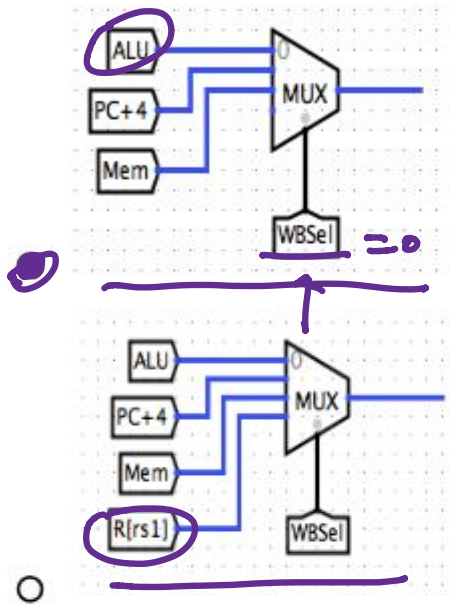 ALU
0
PC+4
MUX
Mem
WBSel = 0
ALU
0
PC+4
MUX
Mem
R[rs1]
WBSel